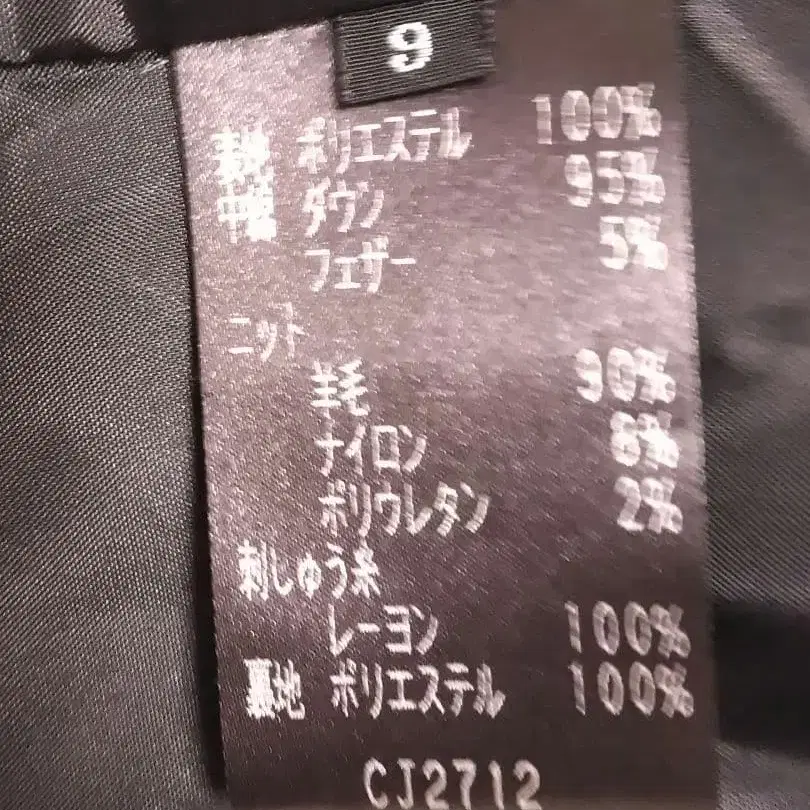 9
表地 ポリエステル 100%
中綿 ダウン 95%
フェザー 5%
ニット
羊毛 90%
ナイロン 8%
ポリウレタン 2%
刺しゅう糸
レーヨン 100%
裏地 ポリエステル 100%
CJ2712